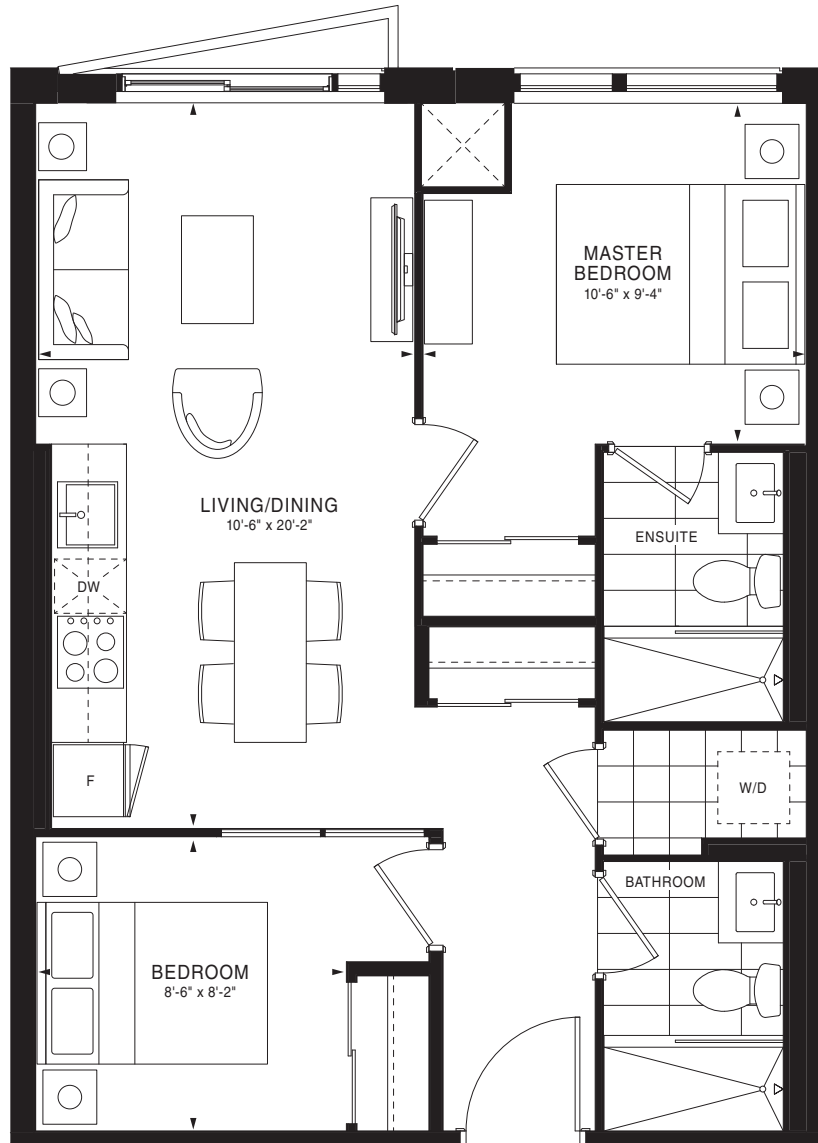 MASTER
BEDROOM
10'-6" x 9'-4"
LIVING/DINING
10'-6" x 20'-2"
ENSUITE
DW
F
W/D
BATHROOM
BEDROOM
8'-6" x 8'-2"